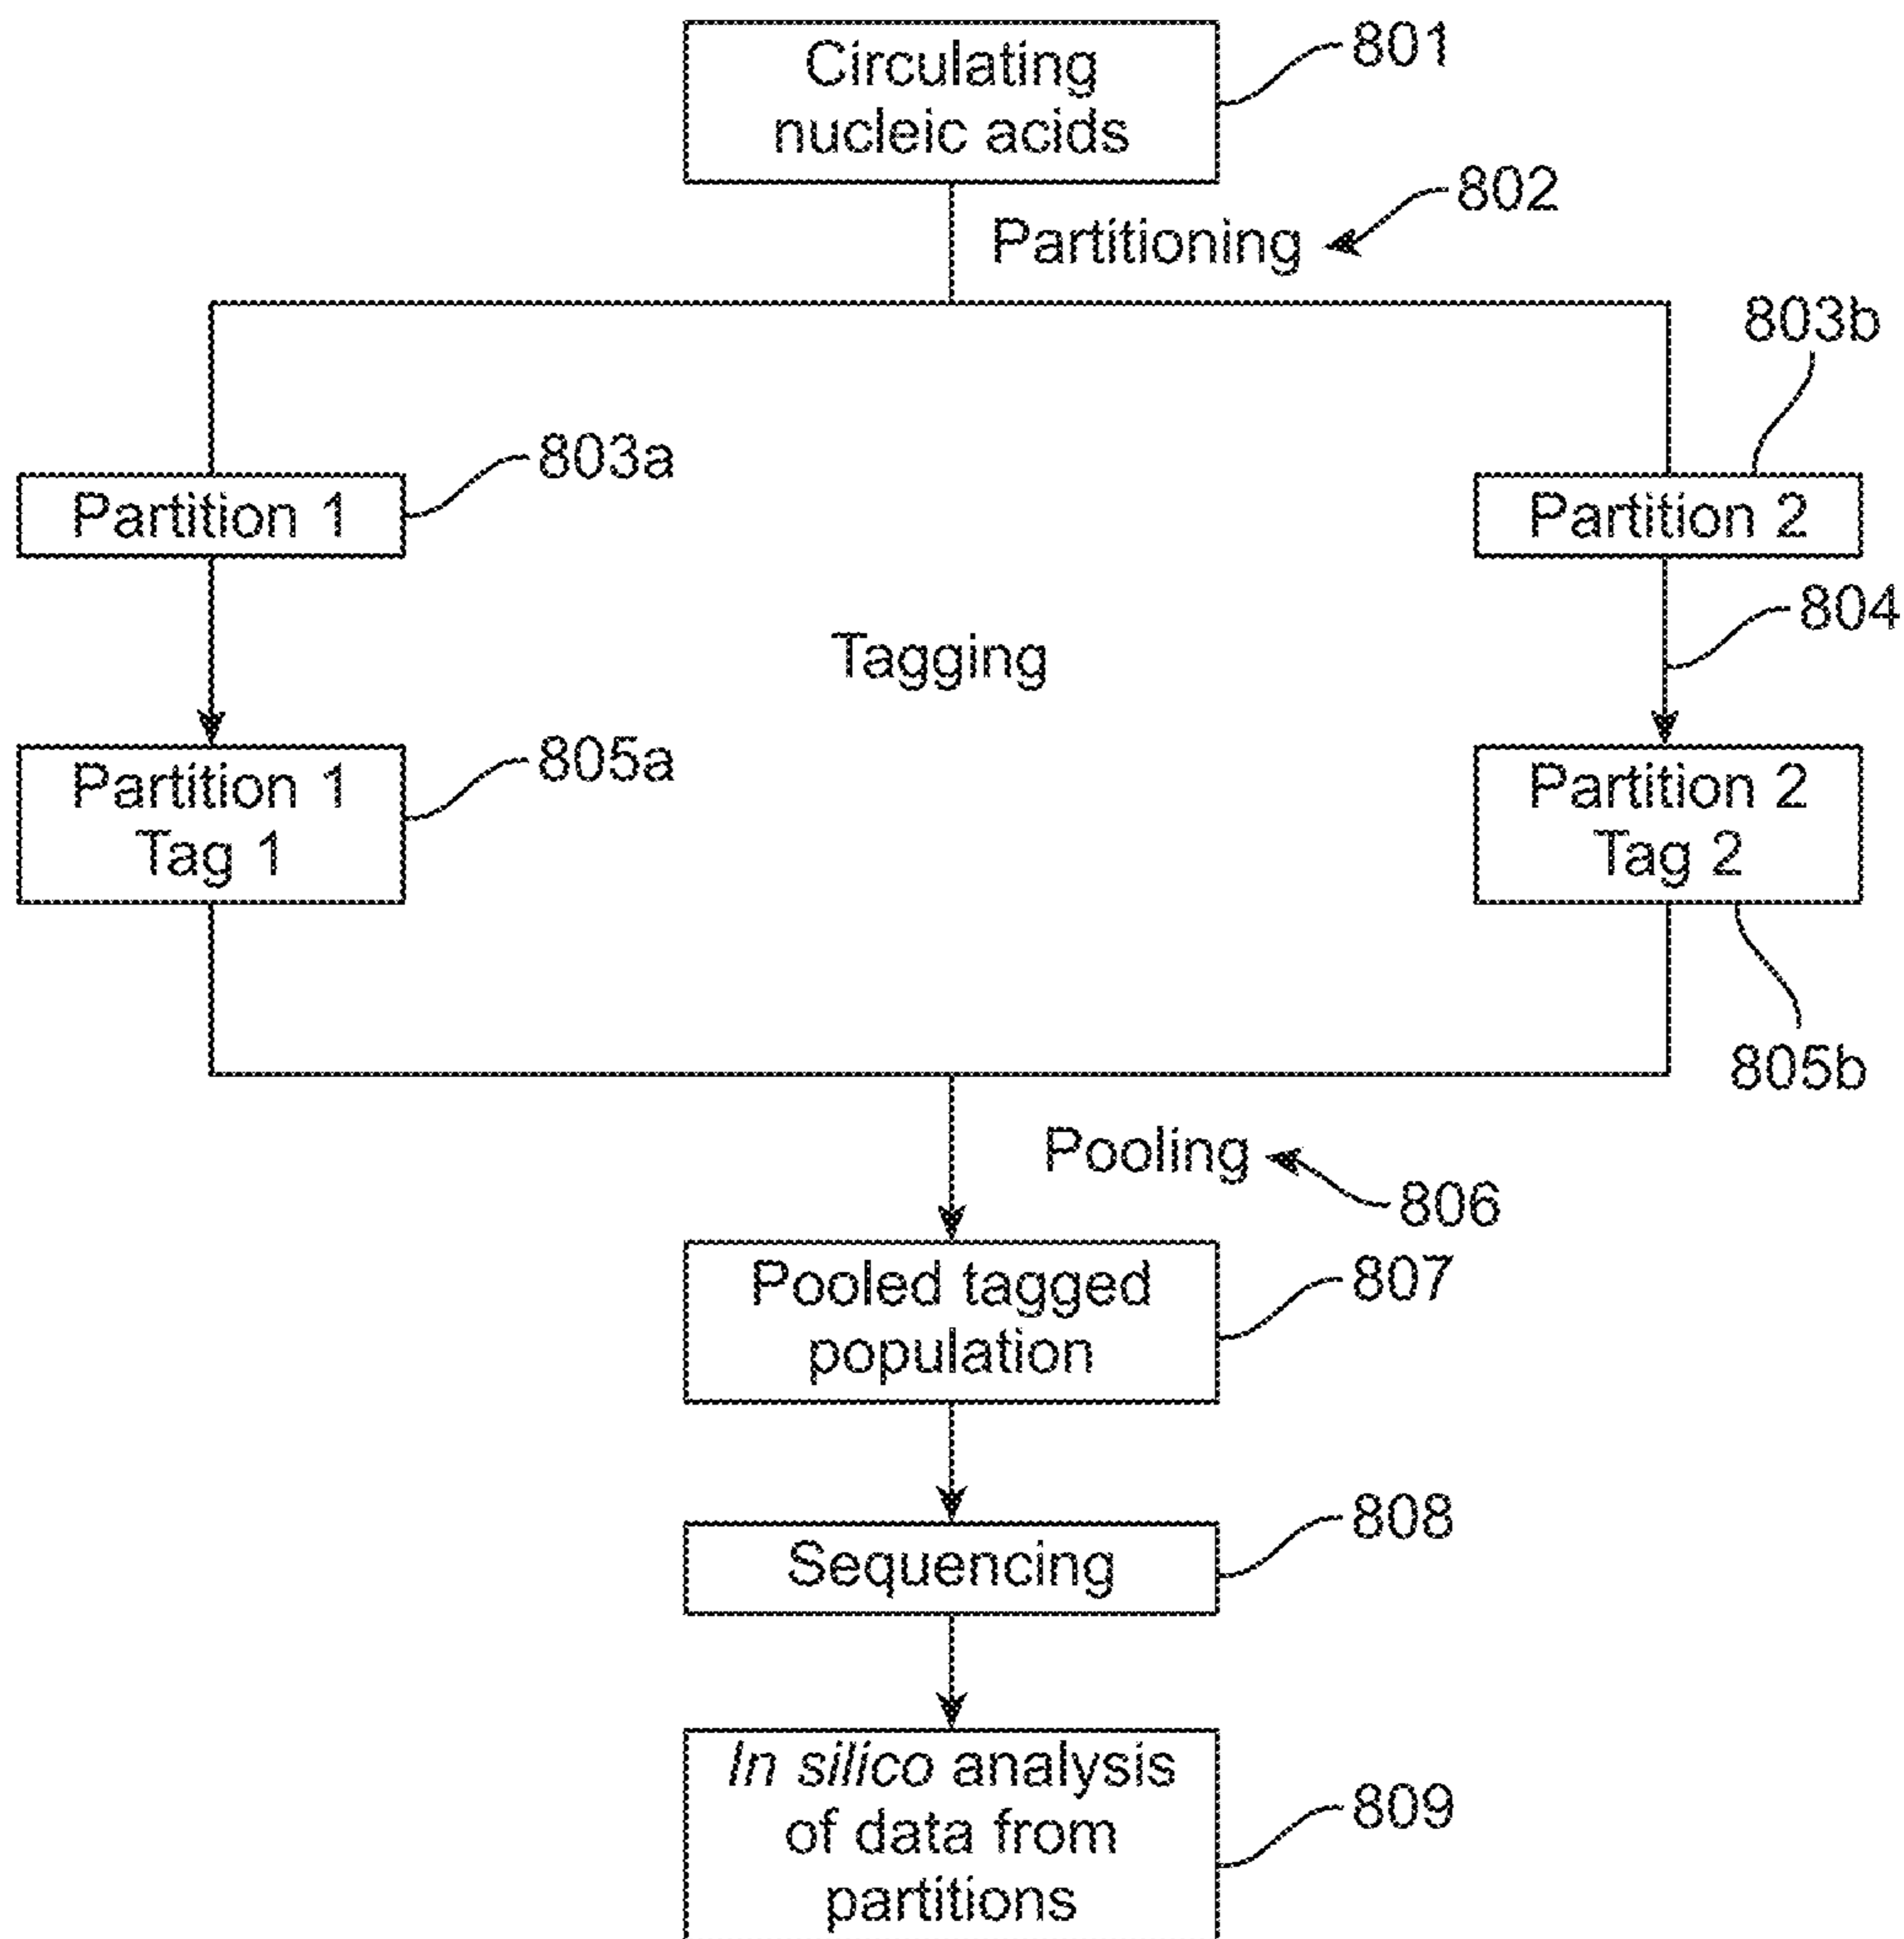 Circulating
nucleic acids
801
Partitioning
802
803b
803a
Partition 1
Partition 2
804
Tagging
805a
Partition 1
Tag 1
Partition 2
Tag 2
805b
Pooling
806
Pooled tagged
population
807
Sequencing
808
In silico analysis
of data from
partitions
809